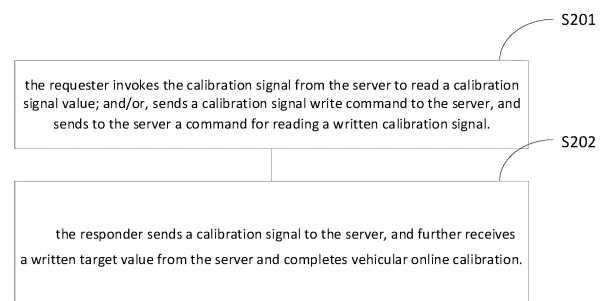 S201
the requester invokes the calibration signal from the server to read a calibration
signal value; and/or, sends a calibration signal write command to the server, and
sends to the server a command for reading a written calibration signal.
S202
the responder sends a calibration signal to the server, and further receives
a written target value from the server and completes vehicular online calibration.